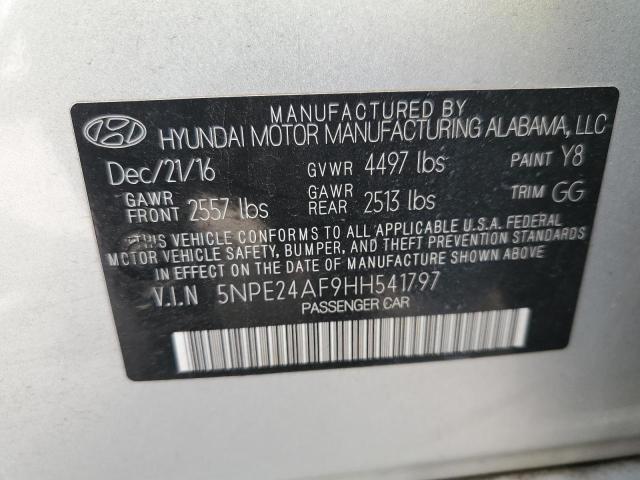 MANUFACTURED BY
HYUNDAI MOTOR MANUFACTURING ALABAMA, LLC
Dec/21/16 GVWR 4497 lbs PAINT Y8
GAWR FRONT 2557 lbs GAWR REAR 2513 lbs TRIM GG
THIS VEHICLE CONFORMS TO ALL APPLICABLE U.S.A. FEDERAL
MOTOR VEHICLE SAFETY, BUMPER, AND THEFT PREVENTION STANDARDS
IN EFFECT ON THE DATE OF MANUFACTURE SHOWN ABOVE
V.I.N 5NPE24AF9HH541797
PASSENGER CAR